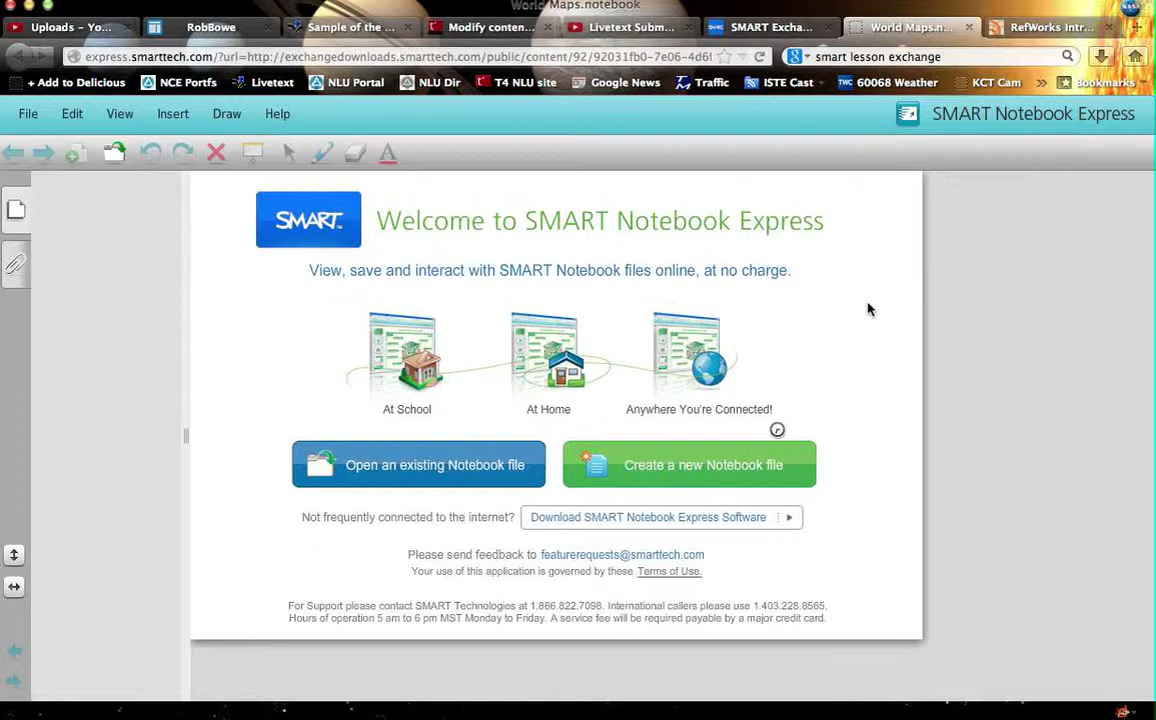 World Maps.notebook
Uploads – Yo...
RobBowe
Sample of the ...
Modify conten...
Livetext Subm...
SMART Excha...
World Maps.n...
RefWorks Intr...
express.smarttech.com/?url=http://exchangedownloads.smarttech.com/public/content/92/92031fb0-7e06-4d6f
smart lesson exchange
+ Add to Delicious
NCE Portfs
Livetext
NLU Portal
NLU Dir
T4 NLU site
Google News
Traffic
ISTE Cast
60068 Weather
KCT Cam
Bookmarks
File
Edit
View
Insert
Draw
Help
SMART Notebook Express
SMART™
Welcome to SMART Notebook Express
View, save and interact with SMART Notebook files online, at no charge.
At School
At Home
Anywhere You're Connected!
Open an existing Notebook file
Create a new Notebook file
Not frequently connected to the internet?
Download SMART Notebook Express Software
Please send feedback to featurerequests@smarttech.com
Your use of this application is governed by these Terms of Use.
For Support please contact SMART Technologies at 1.866.822.7098. International callers please use 1.403.228.8565,
Hours of operation 5 am to 6 pm MST Monday to Friday. A service fee will be required payable by a major credit card.